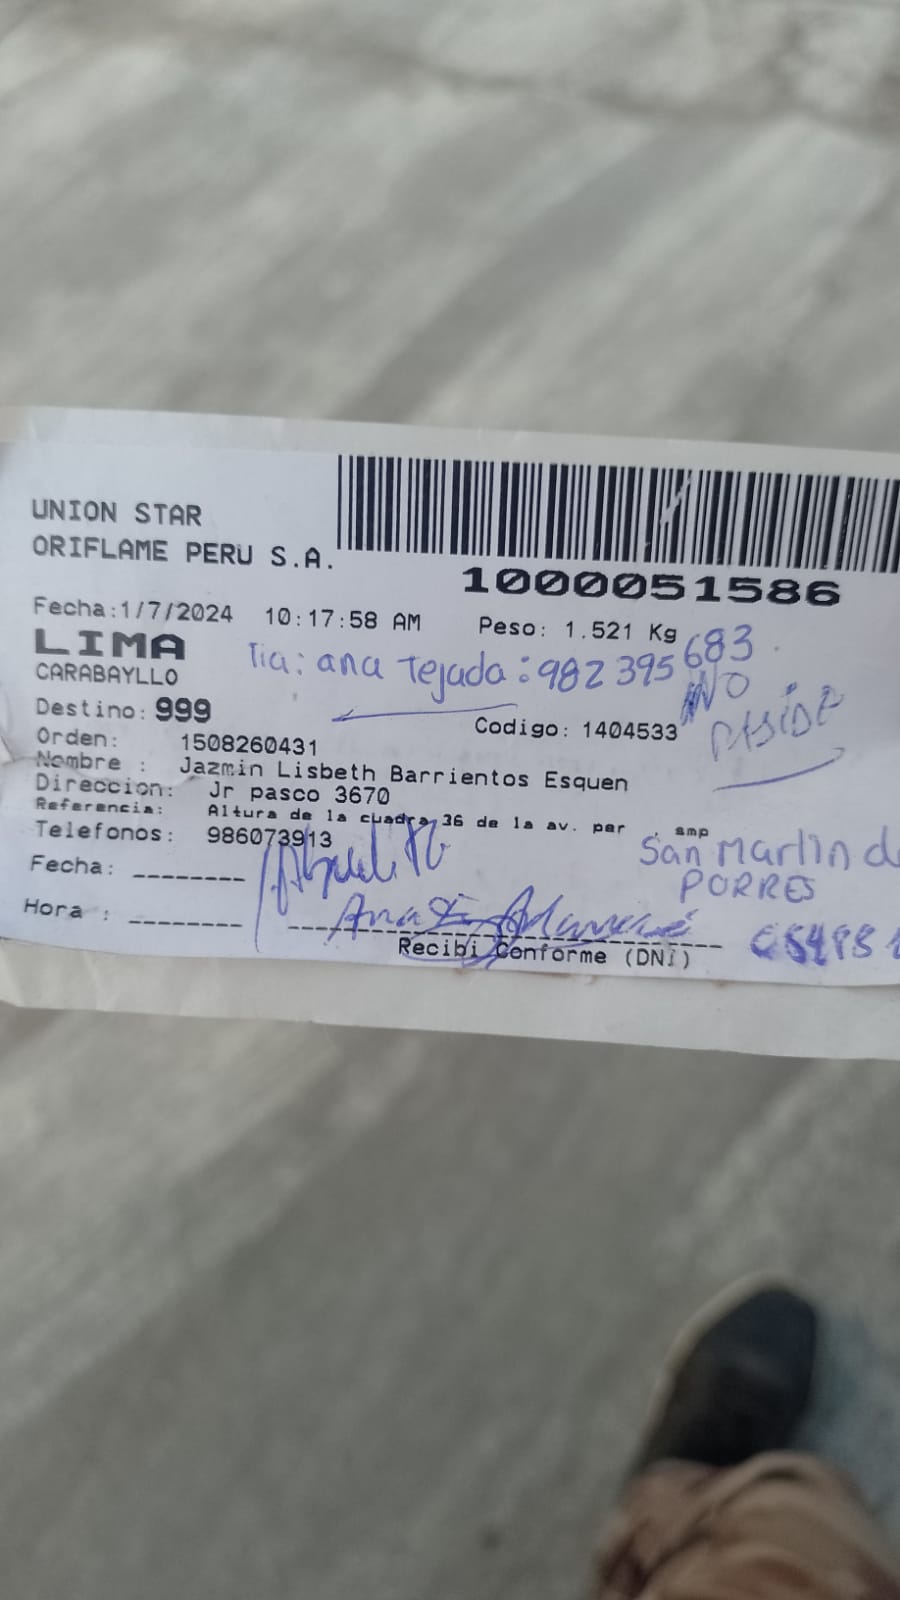 UNION STAR
ORIFLAME PERU S.A.
1000051586
Fecha:1/7/2024 10:17:58 AM Peso: 1.521 Kg
LIMA
Tia: ana Tejada: 982 395 683
CARABAYLLO
NO
Destino: 999
Codigo: 1404533
Orden: 1508260431
Nombre : Jazmin Lisbeth Barrientos Esquen
Direccion: Jr pasco 3670
Referencia: Altura de la cuadra 36 de la av. per , smp
Telefonos: 986073913
San Martin de
PORRES
Fecha: --------
Hora : --------
Recibi Conforme (DNI)